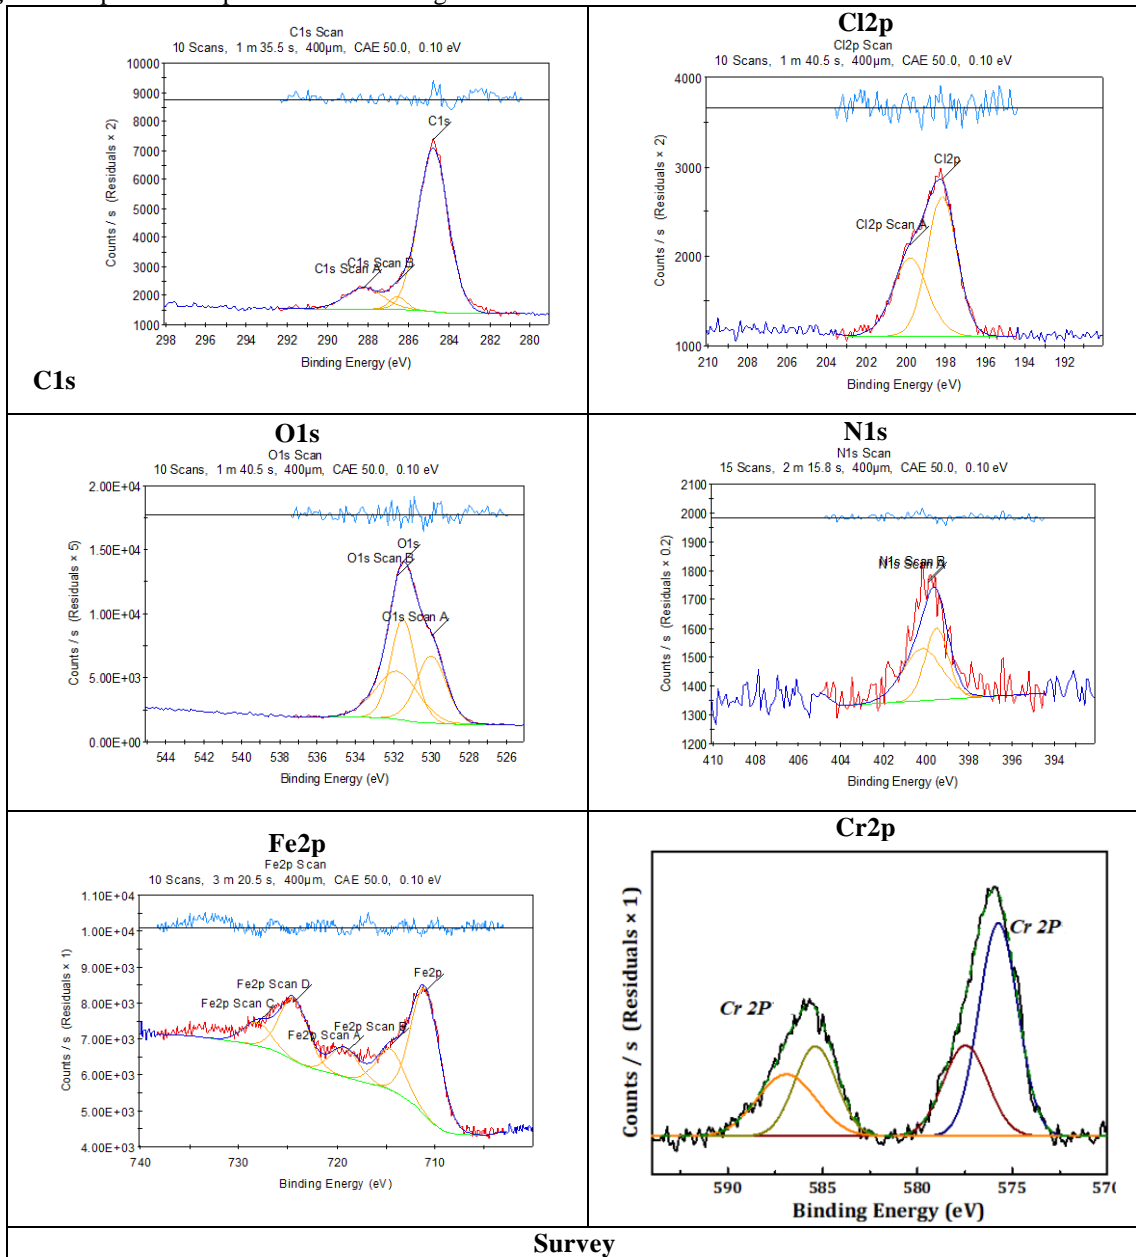 C1s Scan
10 Scans, 1 m 35.5 s, 400µm, CAE 50.0, 0.10 eV
10000
9000
8000
7000
6000
5000
4000
3000
2000
1000
Counts / s (Residuals × 2)
C1s
C1s Scan B
C1s Scan A
298 296 294 292 290 288 286 284 282 280
Binding Energy (eV)
C1s
Cl2p
Cl2p Scan
10 Scans, 1 m 40.5 s, 400µm, CAE 50.0, 0.10 eV
4000
3000
2000
1000
Counts / s (Residuals × 2)
Cl2p
Cl2p Scan A
210 208 206 204 202 200 198 196 194 192
Binding Energy (eV)
O1s
O1s Scan
10 Scans, 1 m 40.5 s, 400µm, CAE 50.0, 0.10 eV
2.00E+04
1.50E+04
1.00E+04
5.00E+03
0.00E+00
Counts / s (Residuals × 5)
O1s
O1s Scan B
O1s Scan A
544 542 540 538 536 534 532 530 528 526
Binding Energy (eV)
N1s
N1s Scan
15 Scans, 2 m 15.8 s, 400µm, CAE 50.0, 0.10 eV
2100
2000
1900
1800
1700
1600
1500
1400
1300
1200
Counts / s (Residuals × 0.2)
N1s Scan B
N1s Scan A
410 408 406 404 402 400 398 396 394
Binding Energy (eV)
Fe2p
Fe2p Scan
10 Scans, 3 m 20.5 s, 400µm, CAE 50.0, 0.10 eV
1.10E+04
1.00E+04
9.00E+03
8.00E+03
7.00E+03
6.00E+03
5.00E+03
4.00E+03
Counts / s (Residuals × 1)
Fe2p
Fe2p Scan D
Fe2p Scan C
Fe2p Scan B
Fe2p Scan A
740 730 720 710
Binding Energy (eV)
Cr2p
Counts / s (Residuals × 1)
Cr 2P
Cr 2P
590 585 580 575 570
Binding Energy (eV)
Survey